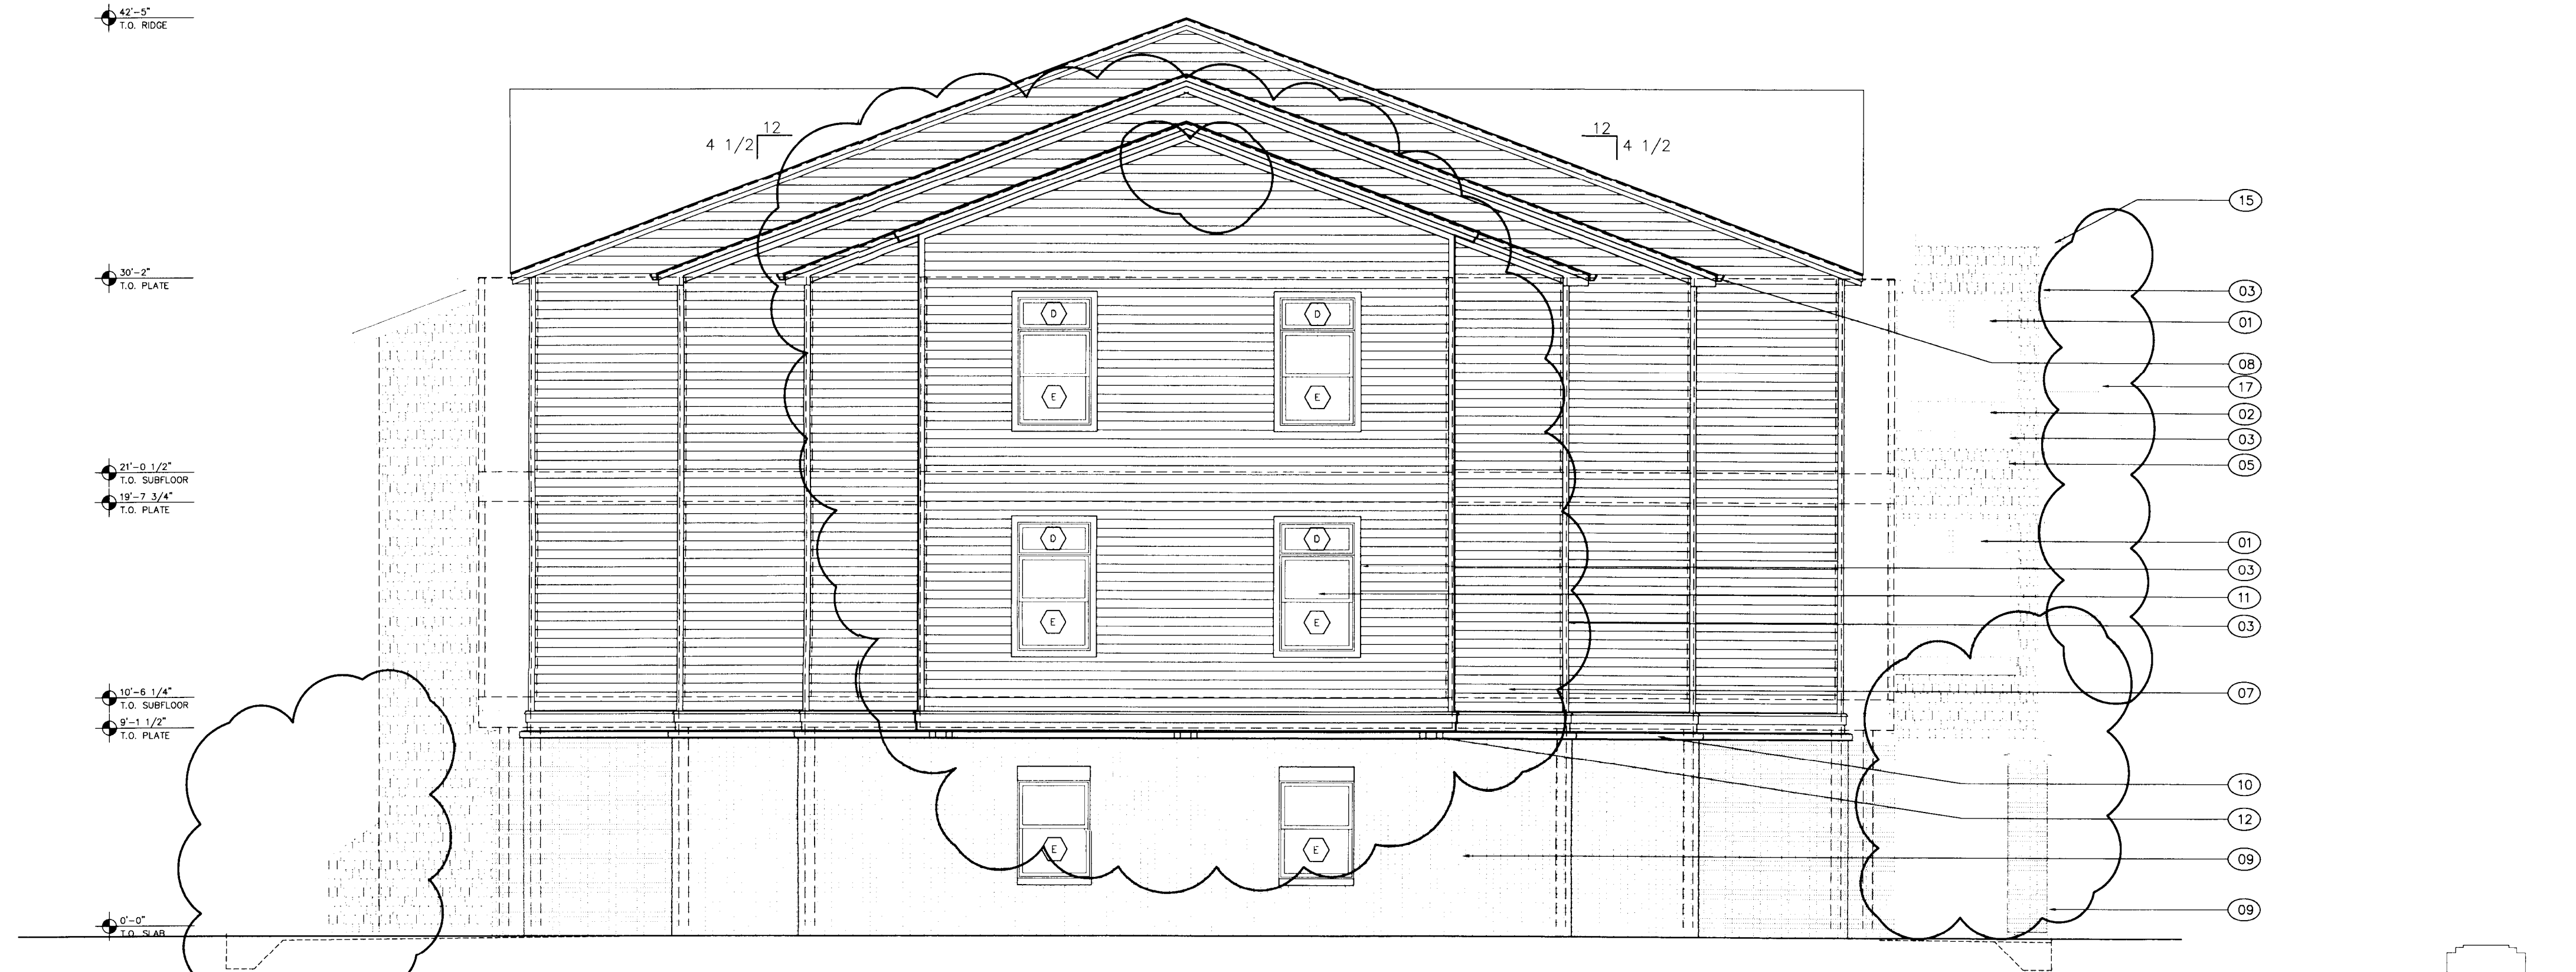 42'-5"
T.O. RIDGE
12
4 1/2
12
4 1/2
15
30'-2"
T.O. PLATE
03
D
D
01
08
17
E
E
02
03
21'-0 1/2"
T.O. SUBFLOOR
05
19'-7 3/4"
T.O. PLATE
D
D
01
03
11
E
E
03
10'-6 1/4"
T.O. SUBFLOOR
07
9'-1 1/2"
T.O. PLATE
10
12
E
E
09
0'-0"
T.O. SLAB
09